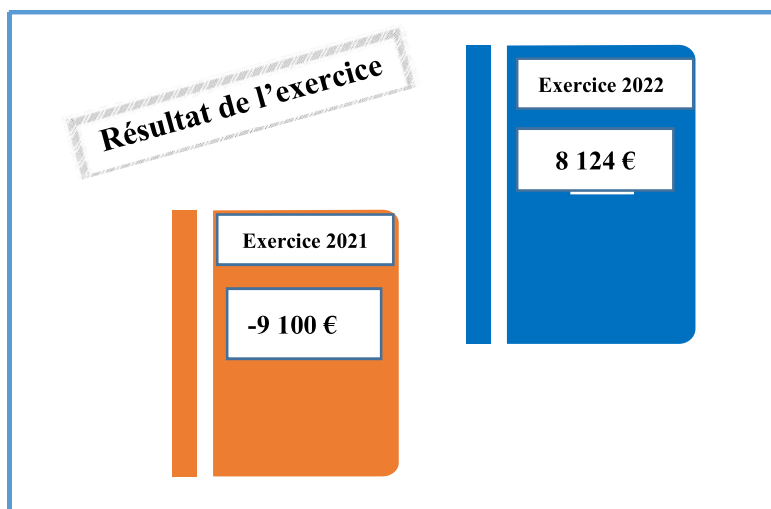 Résultat de l’exercice
Exercice 2022
8 124 €
Exercice 2021
-9 100 €